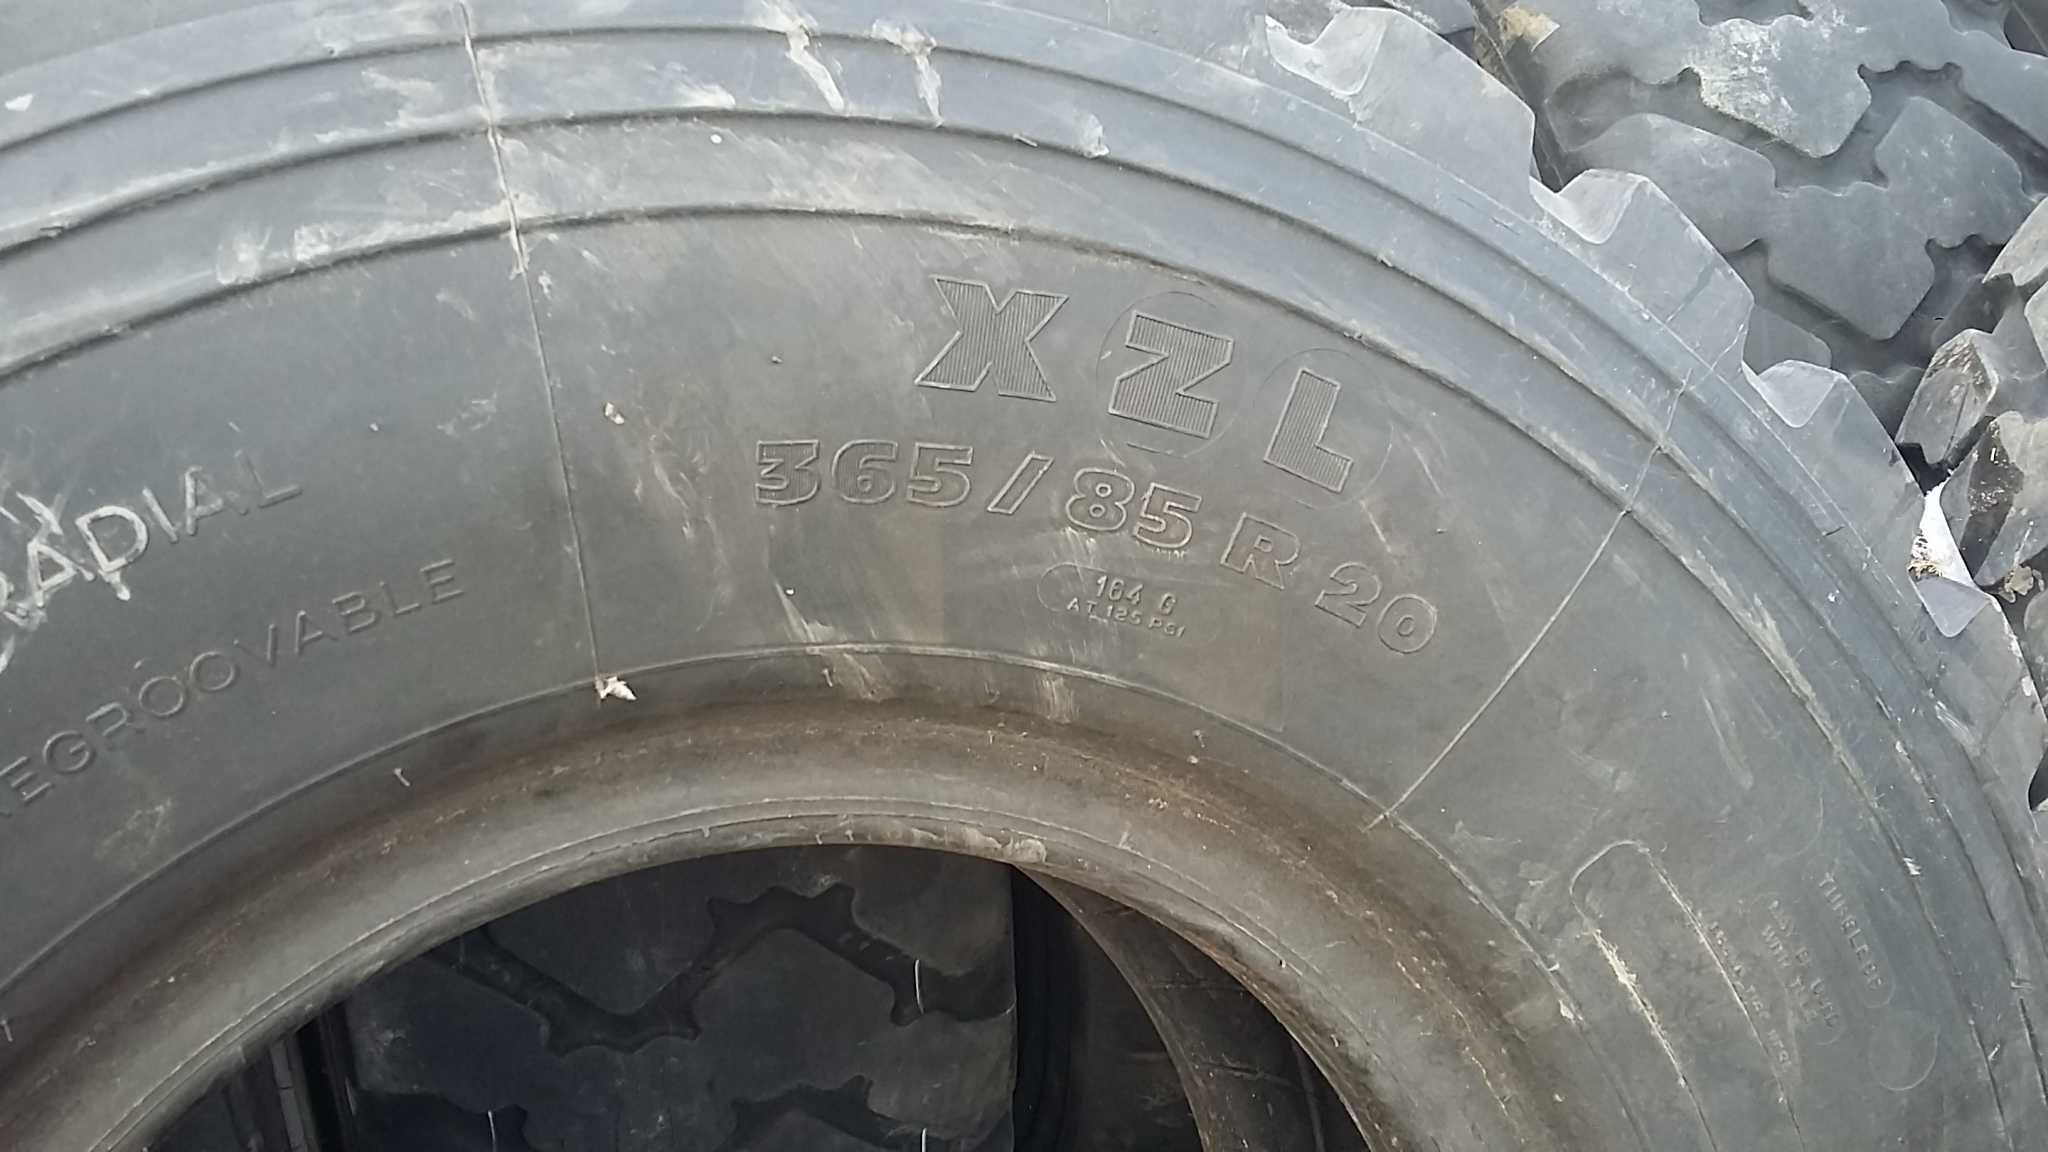 XZL
365/85 R 20
164 G
AT 125 PSI
RADIAL
REGROOVABLE
TUBELESS